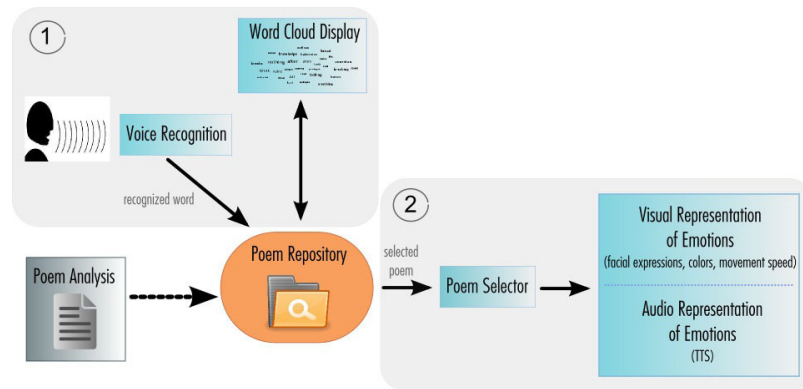 1
Word Cloud Display
Voice Recognition
recognized word
Poem Analysis
Poem Repository
2
selected
poem
Poem Selector
Visual Representation
of Emotions
(facial expressions, colors, movement speed)
Audio Representation
of Emotions
(TTS)